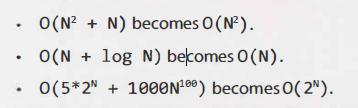 • O(N² + N) becomes O(N²).
• O(N + log N) becomes O(N).
• O(5*2ᴺ + 1000N¹⁰⁰) becomes O(2ᴺ).